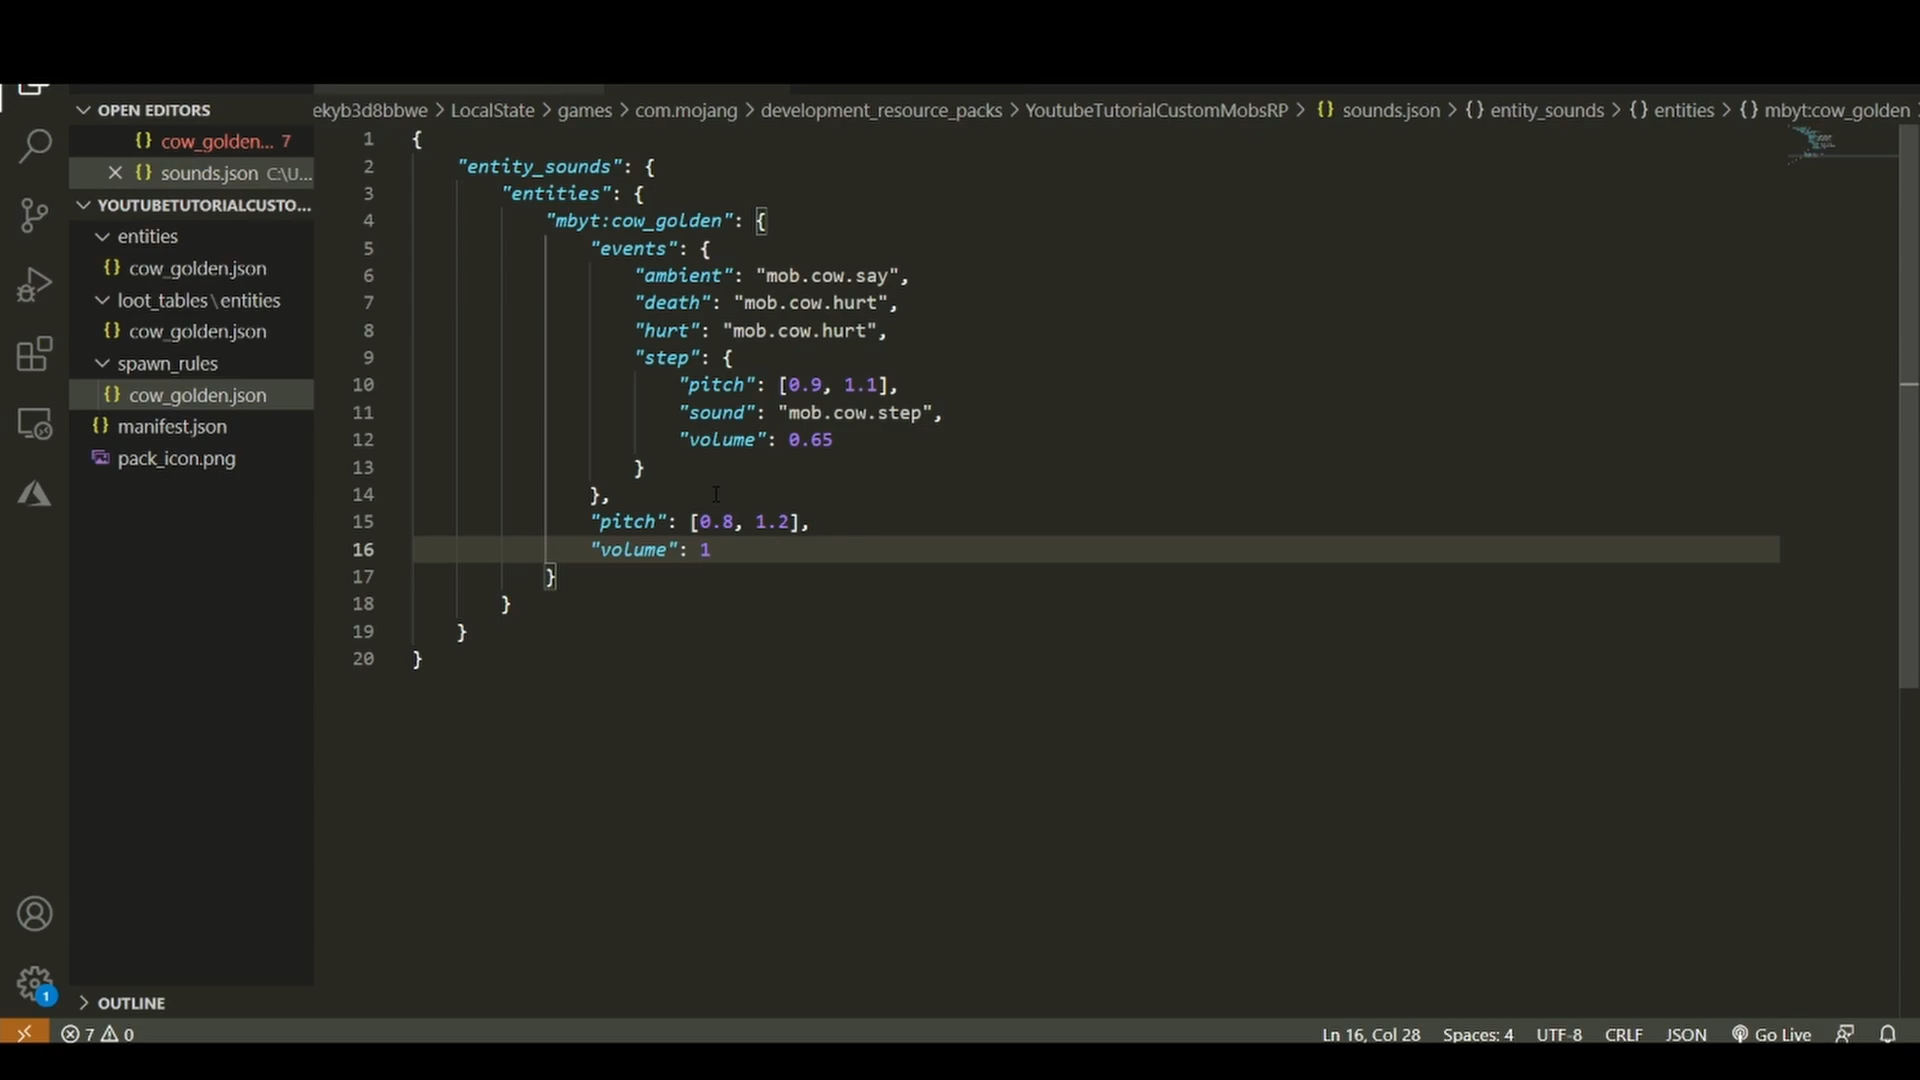 OPEN EDITORS
cow_golden... 7
sounds.json C:\U...
YOUTUBETUTORIALCUSTO...
entities
cow_golden.json
loot_tables\entities
cow_golden.json
spawn_rules
cow_golden.json
manifest.json
pack_icon.png
OUTLINE
ekyb3d8bbwe > LocalState > games > com.mojang > development_resource_packs > YoutubeTutorialCustomMobsRP > {} sounds.json > {} entity_sounds > {} entities > {} mbyt:cow_golden
1 {
2 "entity_sounds": {
3 "entities": {
4 "mbyt:cow_golden": {
5 "events": {
6 "ambient": "mob.cow.say",
7 "death": "mob.cow.hurt",
8 "hurt": "mob.cow.hurt",
9 "step": {
10 "pitch": [0.9, 1.1],
11 "sound": "mob.cow.step",
12 "volume": 0.65
13 }
14 },
15 "pitch": [0.8, 1.2],
16 "volume": 1
17 }
18 }
19 }
20 }
1
7 0
Ln 16, Col 28 Spaces: 4 UTF-8 CRLF JSON Go Live